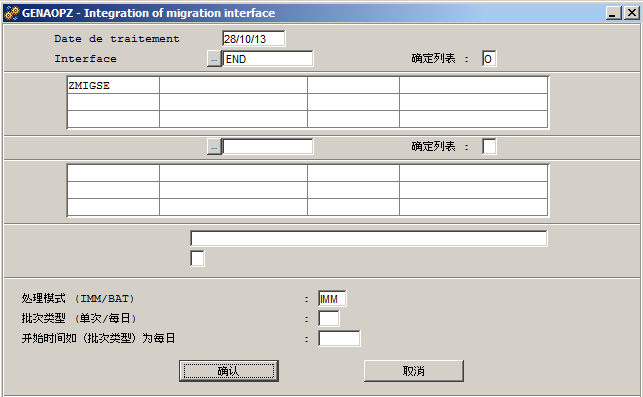 GENAOPZ - Integration of migration interface
Date de traitement 28/10/13
Interface ... END 确定列表 : O
ZMIGSE
... 确定列表 :
处理模式 (IMM/BAT) : IMM
批次类型 (单次/每日) :
开始时间如 (批次类型) 为每日 :
确认 取消